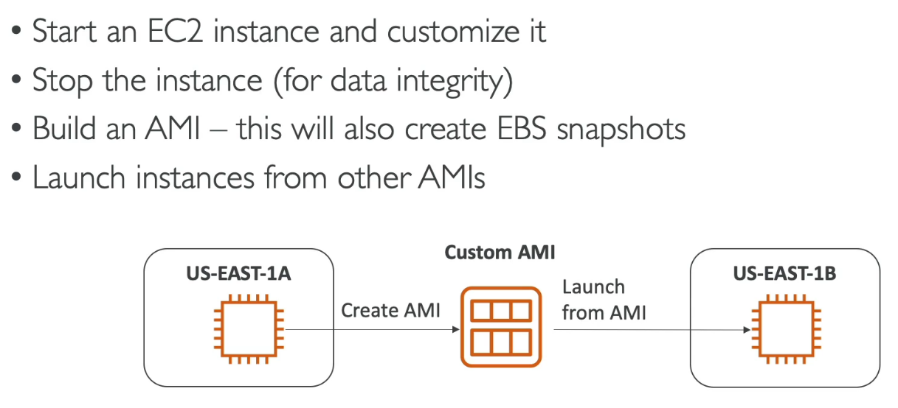 • Start an EC2 instance and customize it
• Stop the instance (for data integrity)
• Build an AMI – this will also create EBS snapshots
• Launch instances from other AMIs
Custom AMI
US-EAST-1A
US-EAST-1B
Create AMI
Launch
from AMI